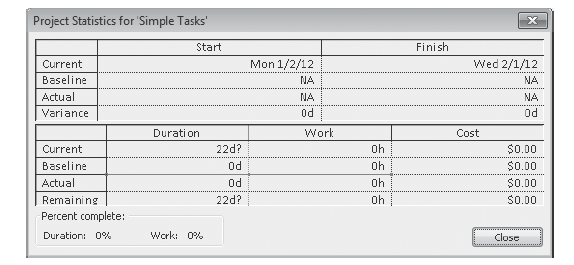 Project Statistics for 'Simple Tasks'
Start Finish
Current Mon 1/2/12 Wed 2/1/12
Baseline NA NA
Actual NA NA
Variance 0d 0d
Duration Work Cost
Current 22d? 0h $0.00
Baseline 0d 0h $0.00
Actual 0d 0h $0.00
Remaining 22d? 0h $0.00
Percent complete:
Duration: 0% Work: 0% Close